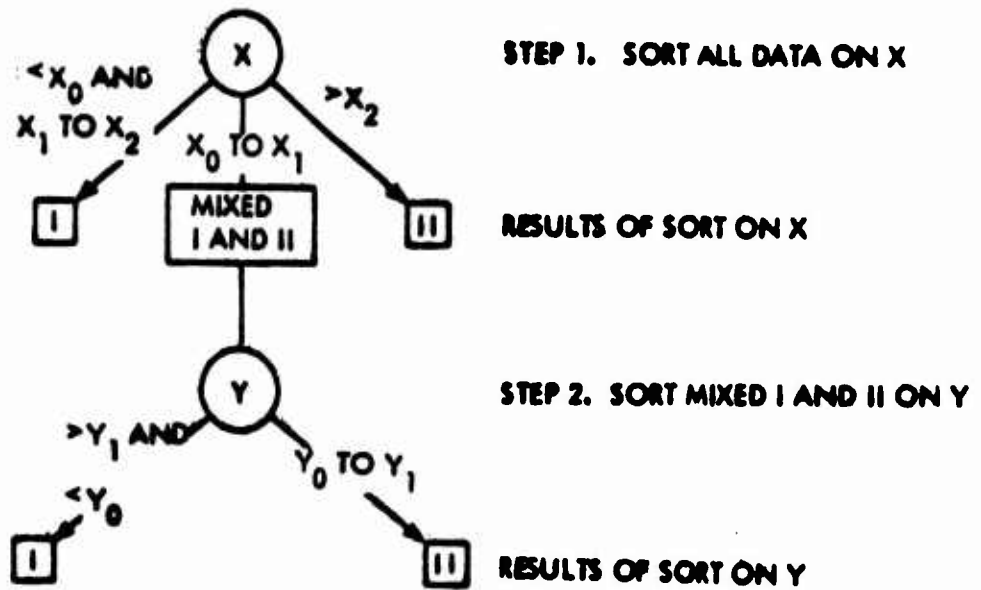 X
STEP 1. SORT ALL DATA ON X
<X₀ AND
X₁ TO X₂
X₀ TO X₁
>X₂
I
MIXED
I AND II
II
RESULTS OF SORT ON X
Y
STEP 2. SORT MIXED I AND II ON Y
>Y₁ AND
<Y₀
Y₀ TO Y₁
I
II
RESULTS OF SORT ON Y